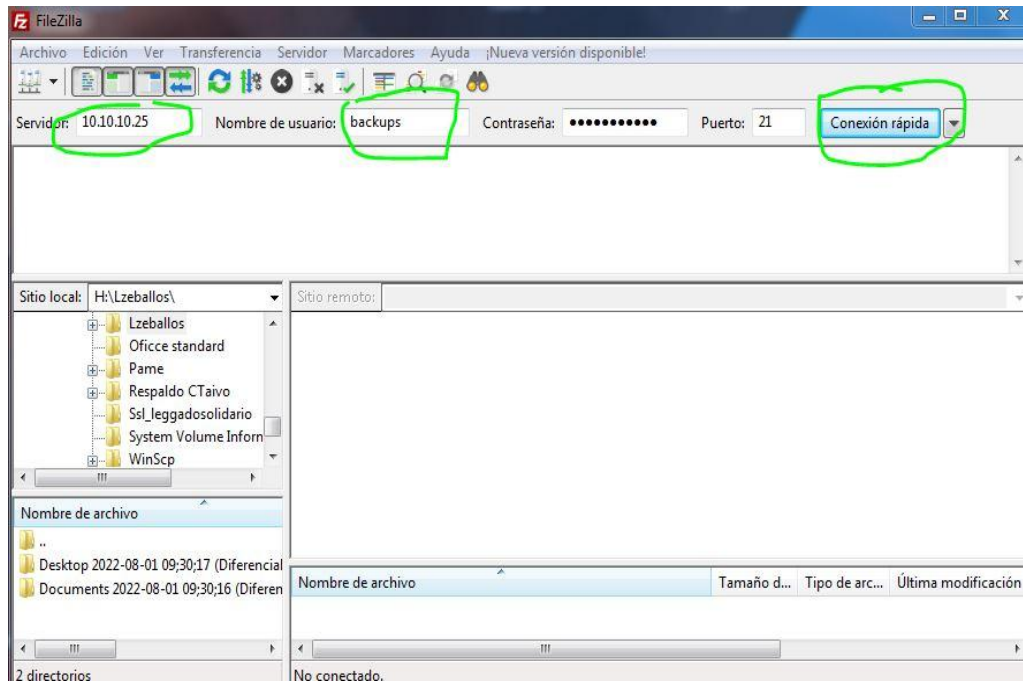 FileZilla
Archivo Edición Ver Transferencia Servidor Marcadores Ayuda ¡Nueva versión disponible!
Servidor: 10.10.10.25 Nombre de usuario: backups Contraseña: ●●●●●●●●●●● Puerto: 21 Conexión rápida
Sitio local: H:\Lzeballos\ Sitio remoto:
Lzeballos
Oficce standard
Pame
Respaldo CTaivo
Ssl_leggadosolidario
System Volume Inforn
WinScp
Nombre de archivo
..
Desktop 2022-08-01 09;30;17 (Diferencial
Documents 2022-08-01 09;30;16 (Diferen
Nombre de archivo Tamaño d... Tipo de arc... Última modificación
2 directorios No conectado.